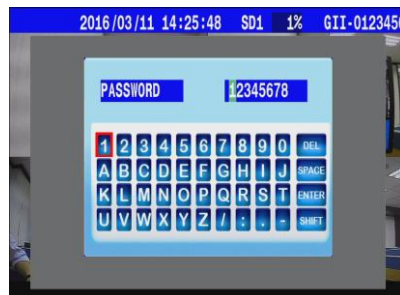 2016/03/11 14:25:48 SD1 1% GII-0123456
PASSWORD 12345678
1 2 3 4 5 6 7 8 9 0 DEL
A B C D E F G H I J SPACE
K L M N O P Q R S T ENTER
U V W X Y Z / : . - SHIFT